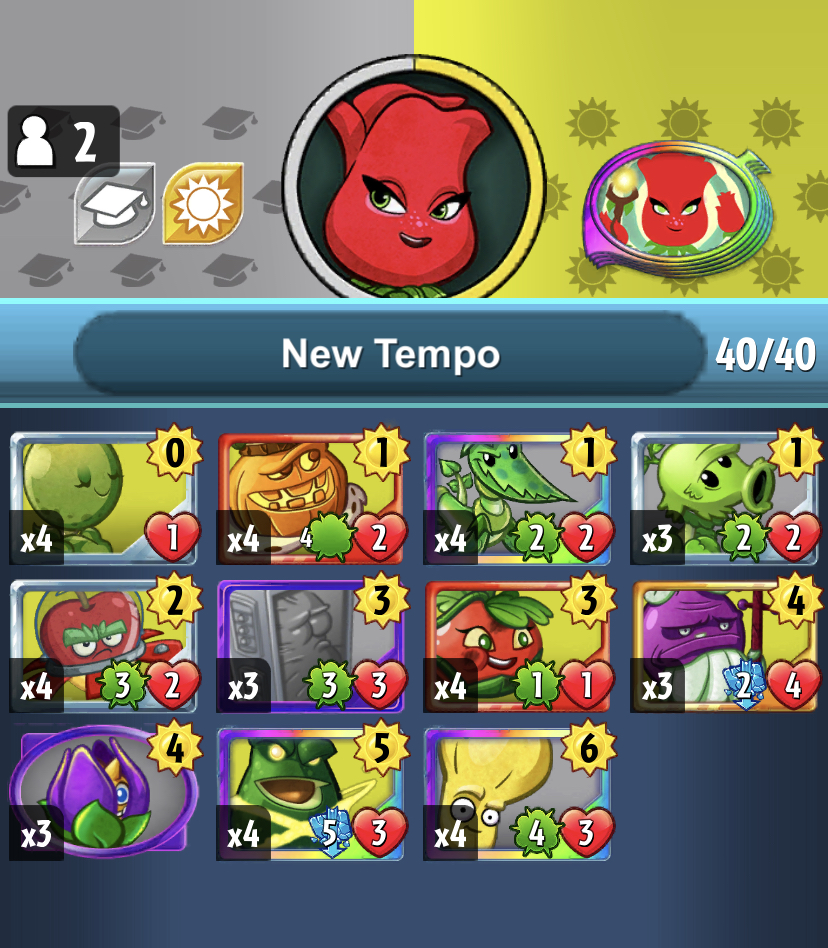 2
New Tempo 40/40
0 1 1 1
x4 1 x4 4 2 x4 2 2 x3 2 2
2 3 3 4
x4 3 2 x3 3 3 x4 1 1 x3 2 4
4 5 6
x3 x4 5 3 x4 4 3